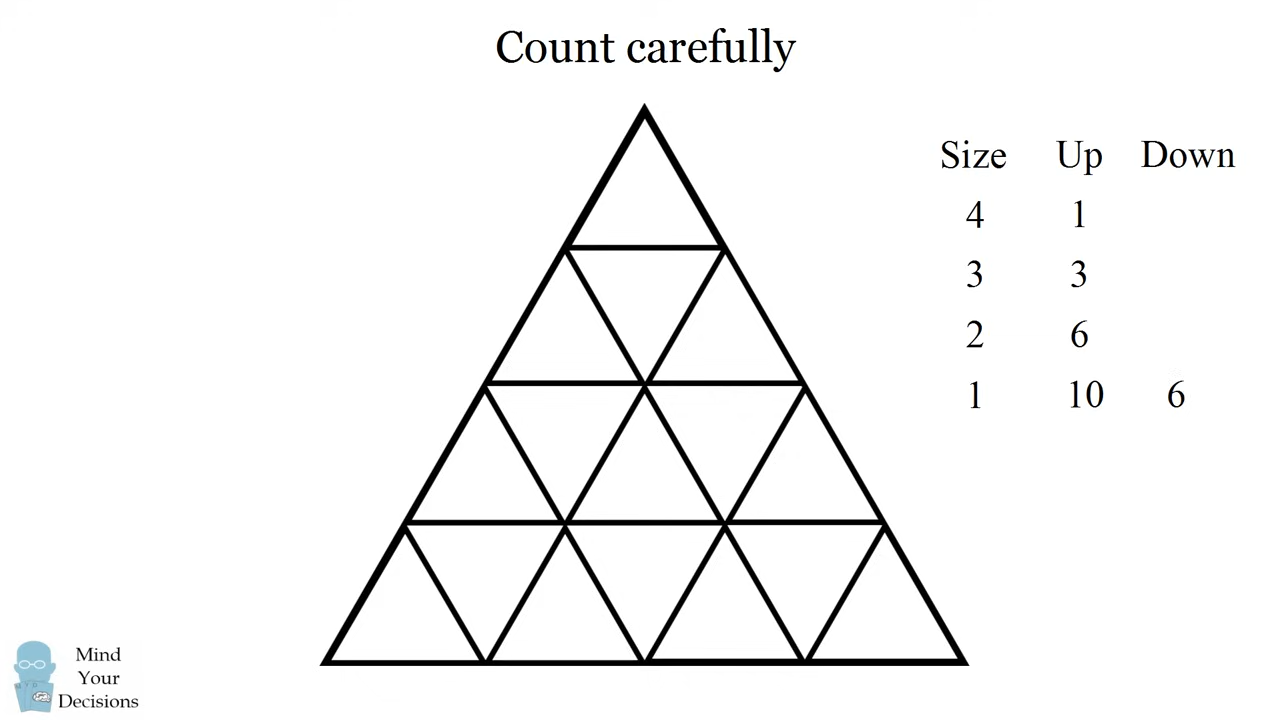 Count carefully
Size Up Down
4 1
3 3
2 6
1 10 6
Mind
Your
Decisions